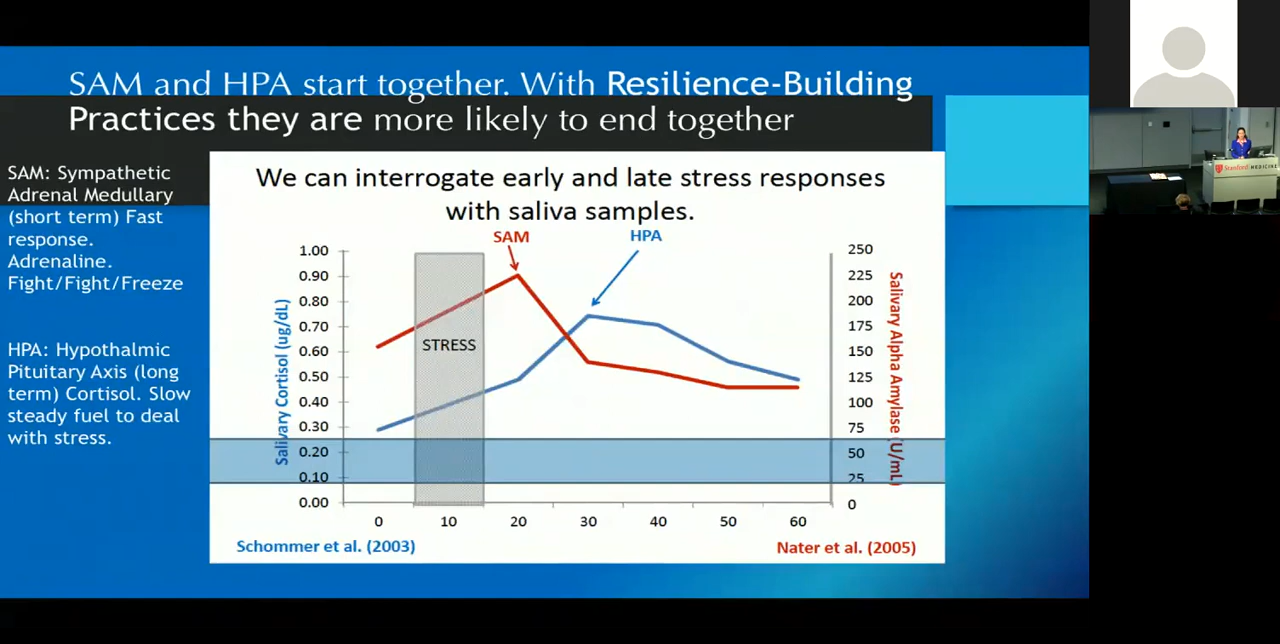 SAM and HPA start together. With Resilience-Building
Practices they are more likely to end together
SAM: Sympathetic
Adrenal Medullary
(short term) Fast
response.
Adrenaline.
Fight/Fight/Freeze
HPA: Hypothalmic
Pituitary Axis (long
term) Cortisol. Slow
steady fuel to deal
with stress.
We can interrogate early and late stress responses
with saliva samples.
SAM
HPA
STRESS
Salivary Cortisol (ug/dL)
1.00
0.90
0.80
0.70
0.60
0.50
0.40
0.30
0.20
0.10
0.00
0 10 20 30 40 50 60
250
225
200
175
150
125
100
75
50
25
0
Salivary Alpha Amylase (U/mL)
Schommer et al. (2003)
Nater et al. (2005)
Stanford MEDICINE